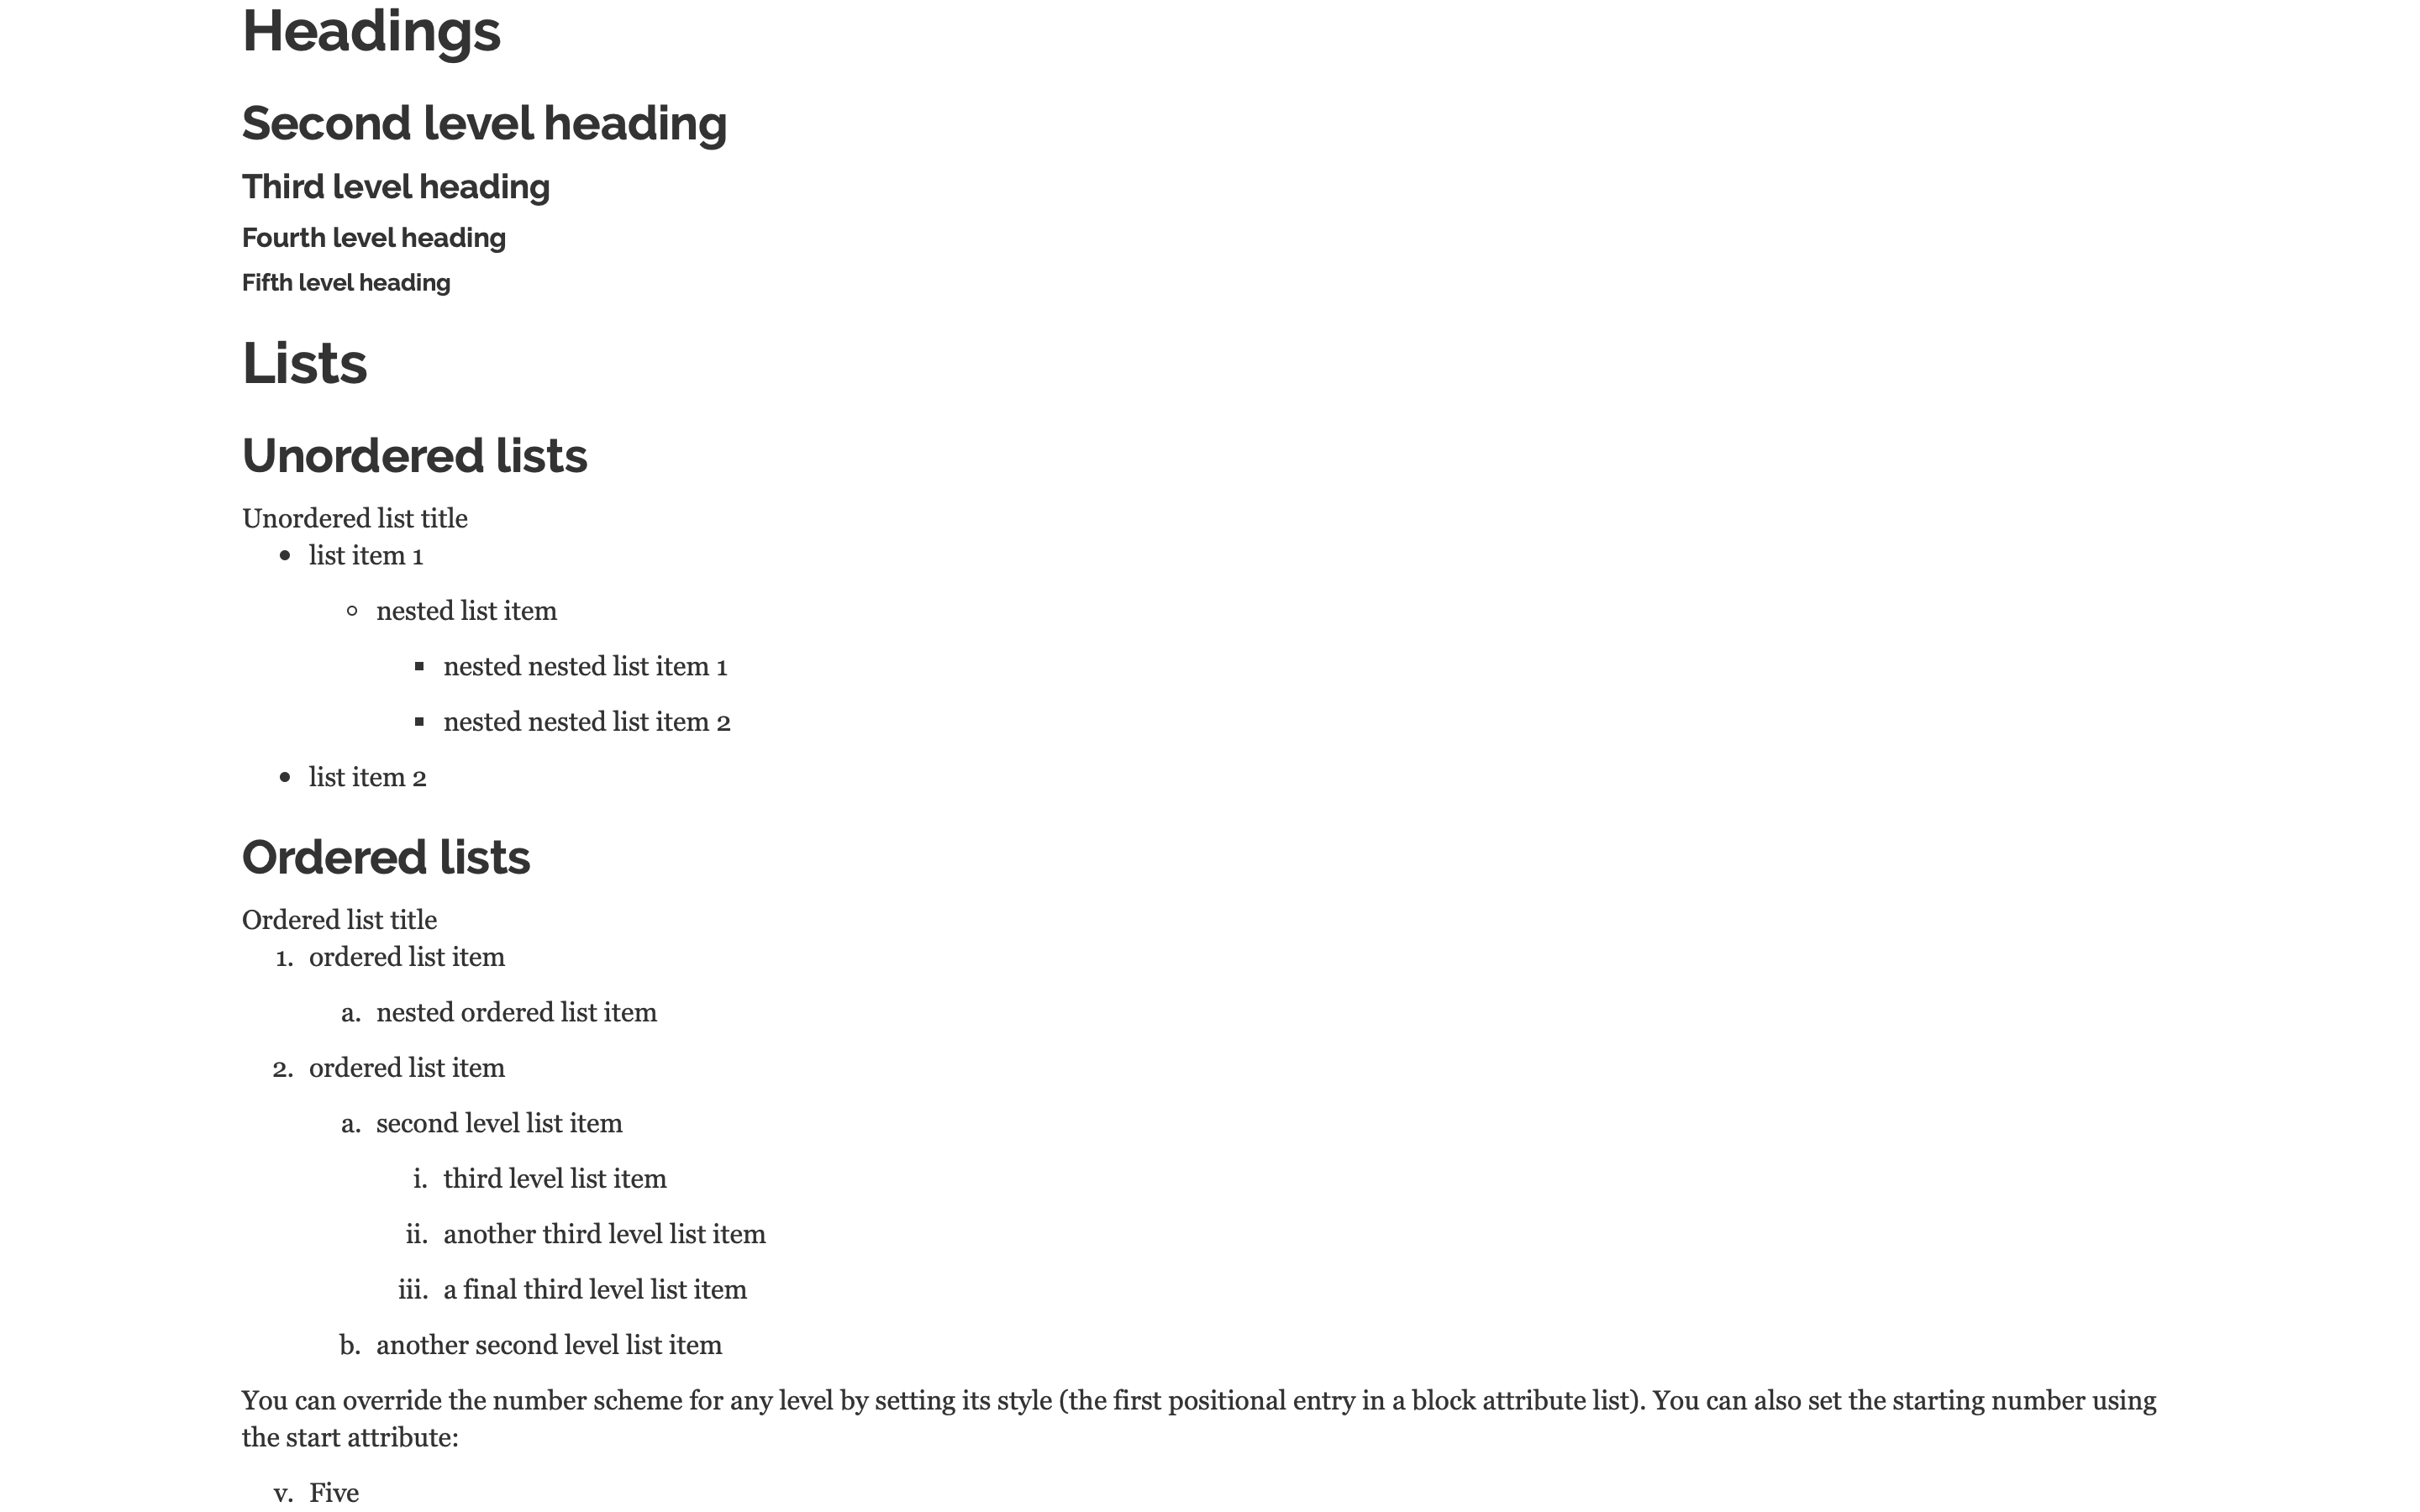 Headings
Second level heading
Third level heading
Fourth level heading
Fifth level heading
Lists
Unordered lists
Unordered list title
• list item 1
◦ nested list item
▪ nested nested list item 1
▪ nested nested list item 2
• list item 2
Ordered lists
Ordered list title
1. ordered list item
a. nested ordered list item
2. ordered list item
a. second level list item
i. third level list item
ii. another third level list item
iii. a final third level list item
b. another second level list item
You can override the number scheme for any level by setting its style (the first positional entry in a block attribute list). You can also set the starting number using
the start attribute:
v. Five